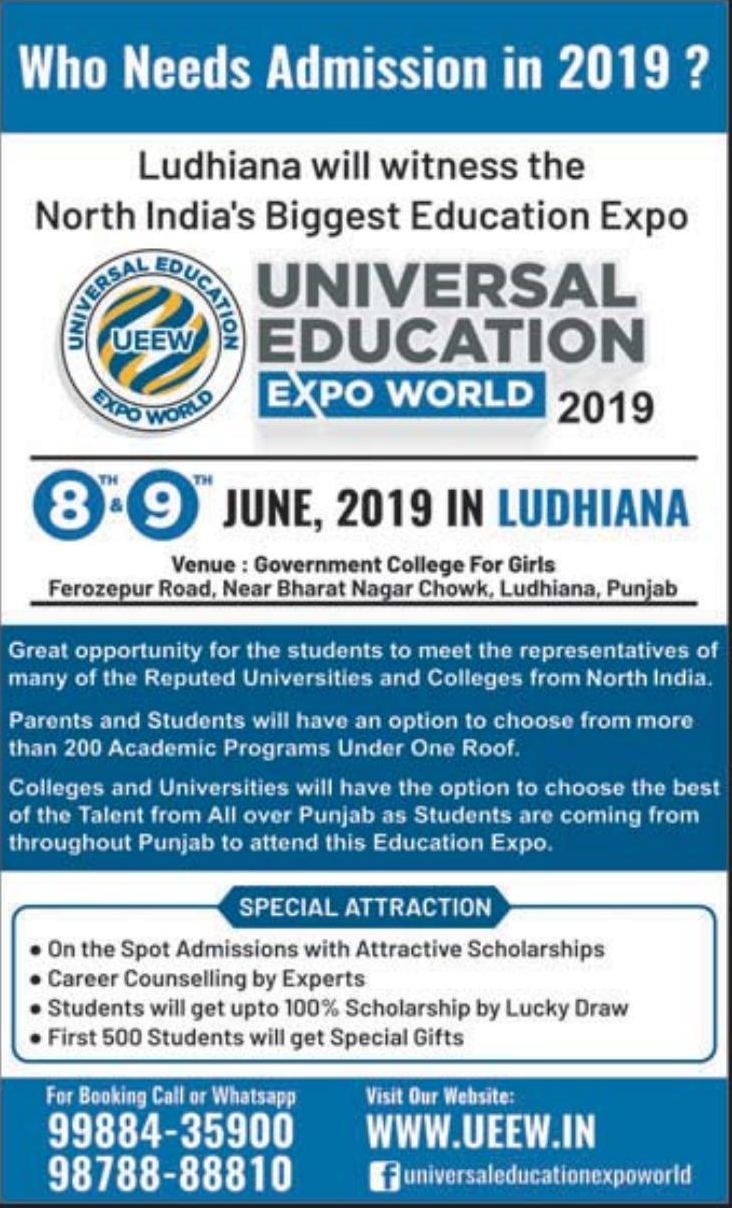 Who Needs Admission in 2019 ?
Ludhiana will witness the
North India's Biggest Education Expo
UNIVERSAL EDUCATION
UEEW
EXPO WORLD
UNIVERSAL
EDUCATION
EXPO WORLD 2019
8TH & 9TH JUNE, 2019 IN LUDHIANA
Venue : Government College For Girls
Ferozepur Road, Near Bharat Nagar Chowk, Ludhiana, Punjab
Great opportunity for the students to meet the representatives of
many of the Reputed Universities and Colleges from North India.
Parents and Students will have an option to choose from more
than 200 Academic Programs Under One Roof.
Colleges and Universities will have the option to choose the best
of the Talent from All over Punjab as Students are coming from
throughout Punjab to attend this Education Expo.
SPECIAL ATTRACTION
• On the Spot Admissions with Attractive Scholarships
• Career Counselling by Experts
• Students will get upto 100% Scholarship by Lucky Draw
• First 500 Students will get Special Gifts
For Booking Call or Whatsapp
99884-35900
98788-88810
Visit Our Website:
WWW.UEEW.IN
f universaleducationexpoworld